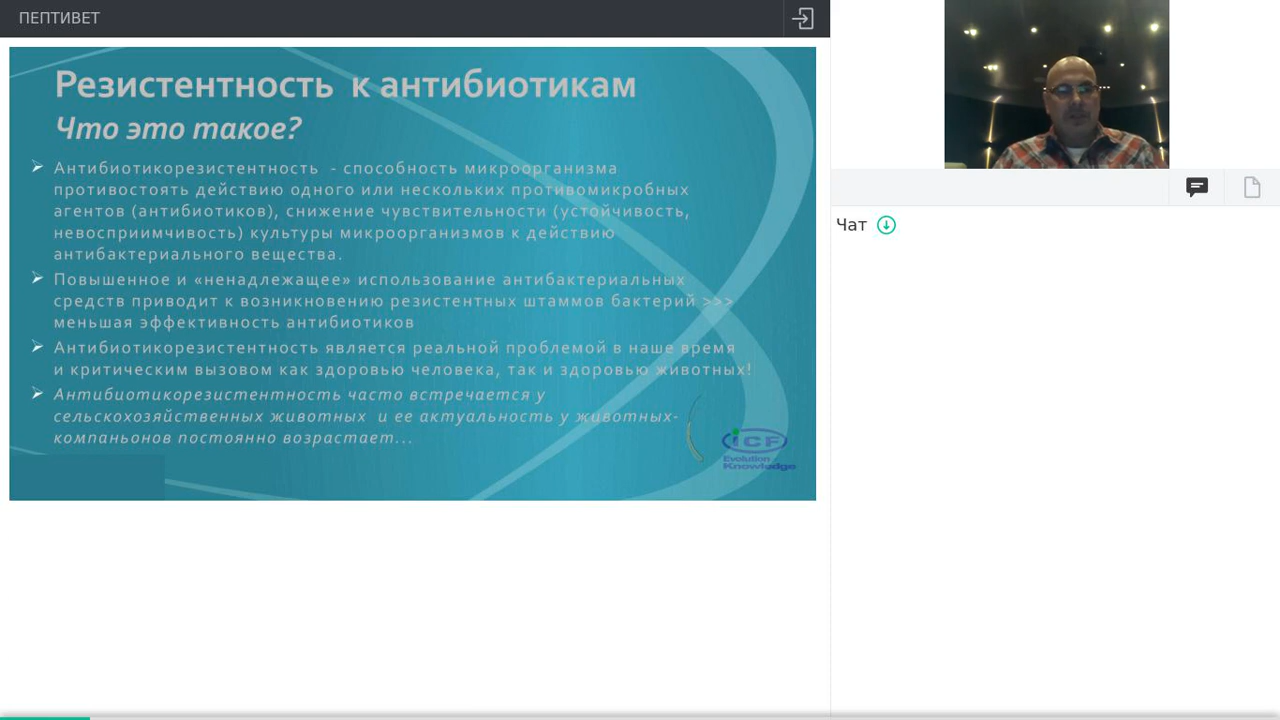 ПЕПТИВЕТ
Резистентность к антибиотикам
Что это такое?
Антибиотикорезистентность - способность микроорганизма
противостоять действию одного или нескольких противомикробных
агентов (антибиотиков), снижение чувствительности (устойчивость,
невосприимчивость) культуры микроорганизмов к действию
антибактериального вещества.
Повышенное и «ненадлежащее» использование антибактериальных
средств приводит к возникновению резистентных штаммов бактерий >>>
меньшая эффективность антибиотиков
Антибиотикорезистентность является реальной проблемой в наше время
и критическим вызовом как здоровью человека, так и здоровью животных!
Антибиотикорезистентность часто встречается у
сельскохозяйственных животных и ее актуальность у животных-
компаньонов постоянно возрастает...
iCF
Evolution
Knowledge
Чат